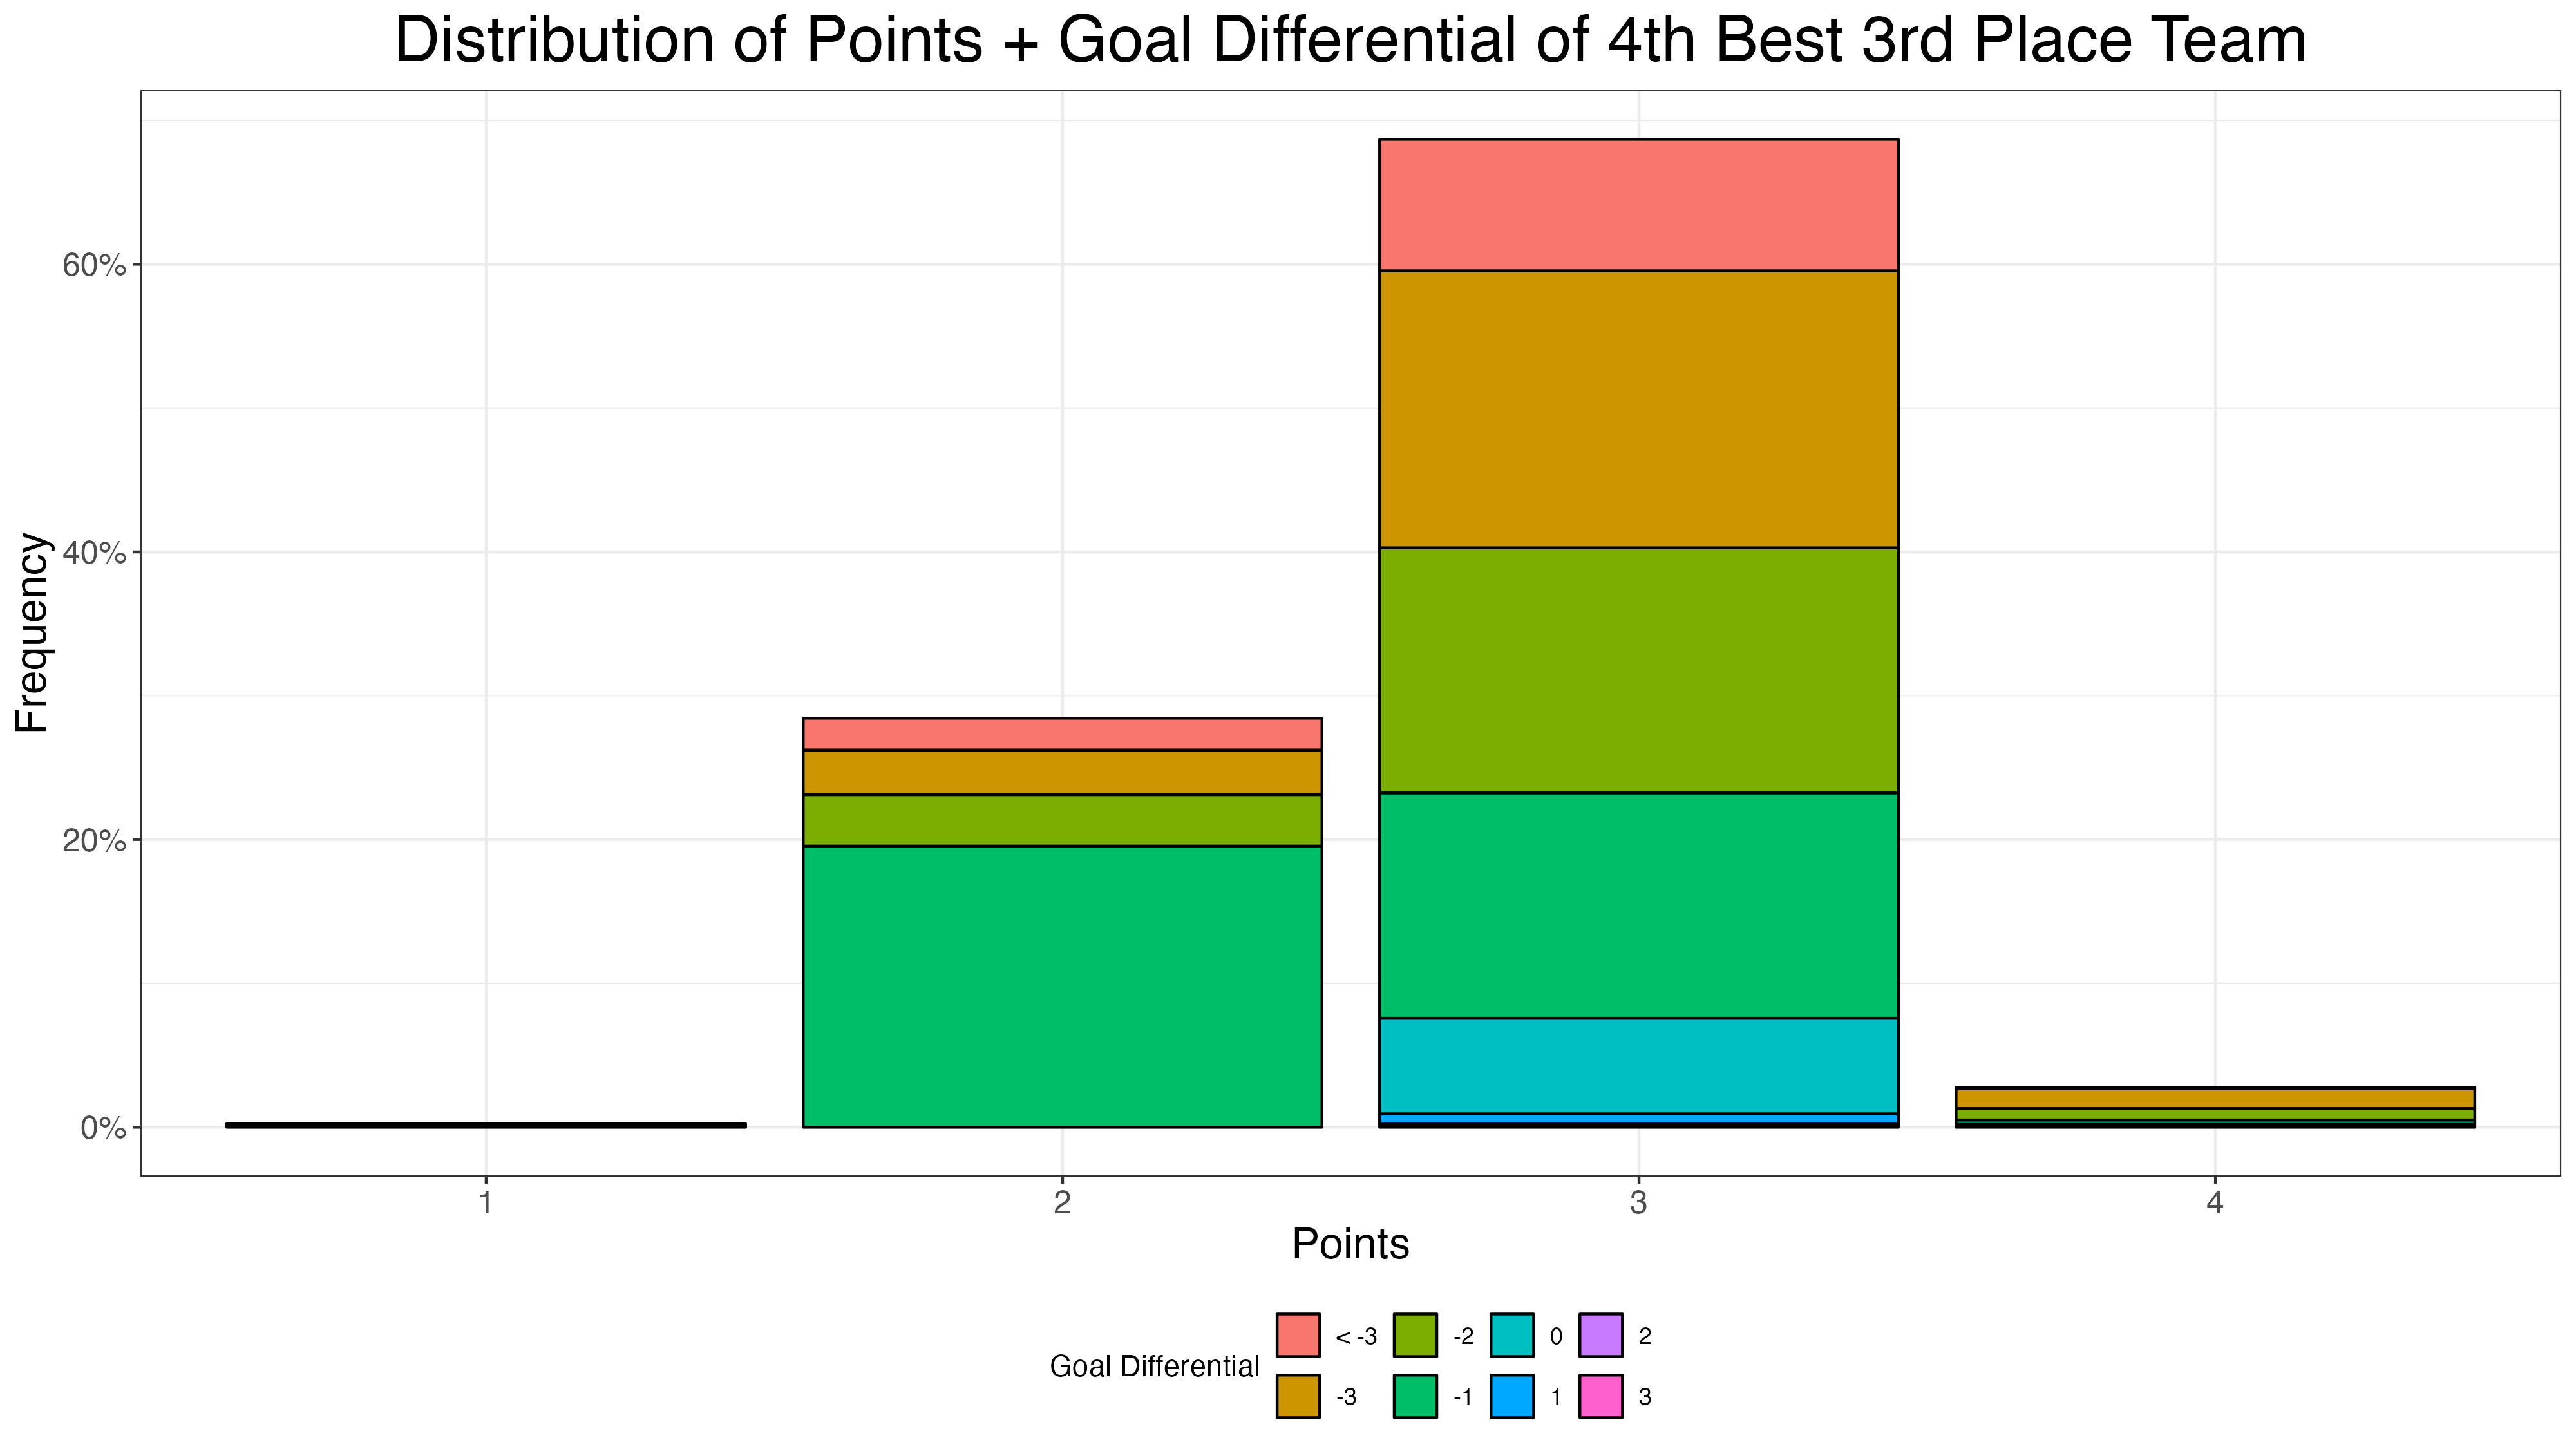 Distribution of Points + Goal Differential of 4th Best 3rd Place Team
Frequency
60%
40%
20%
0%
1 2 3 4
Points
Goal Differential
< -3 -2 0 2
-3 -1 1 3